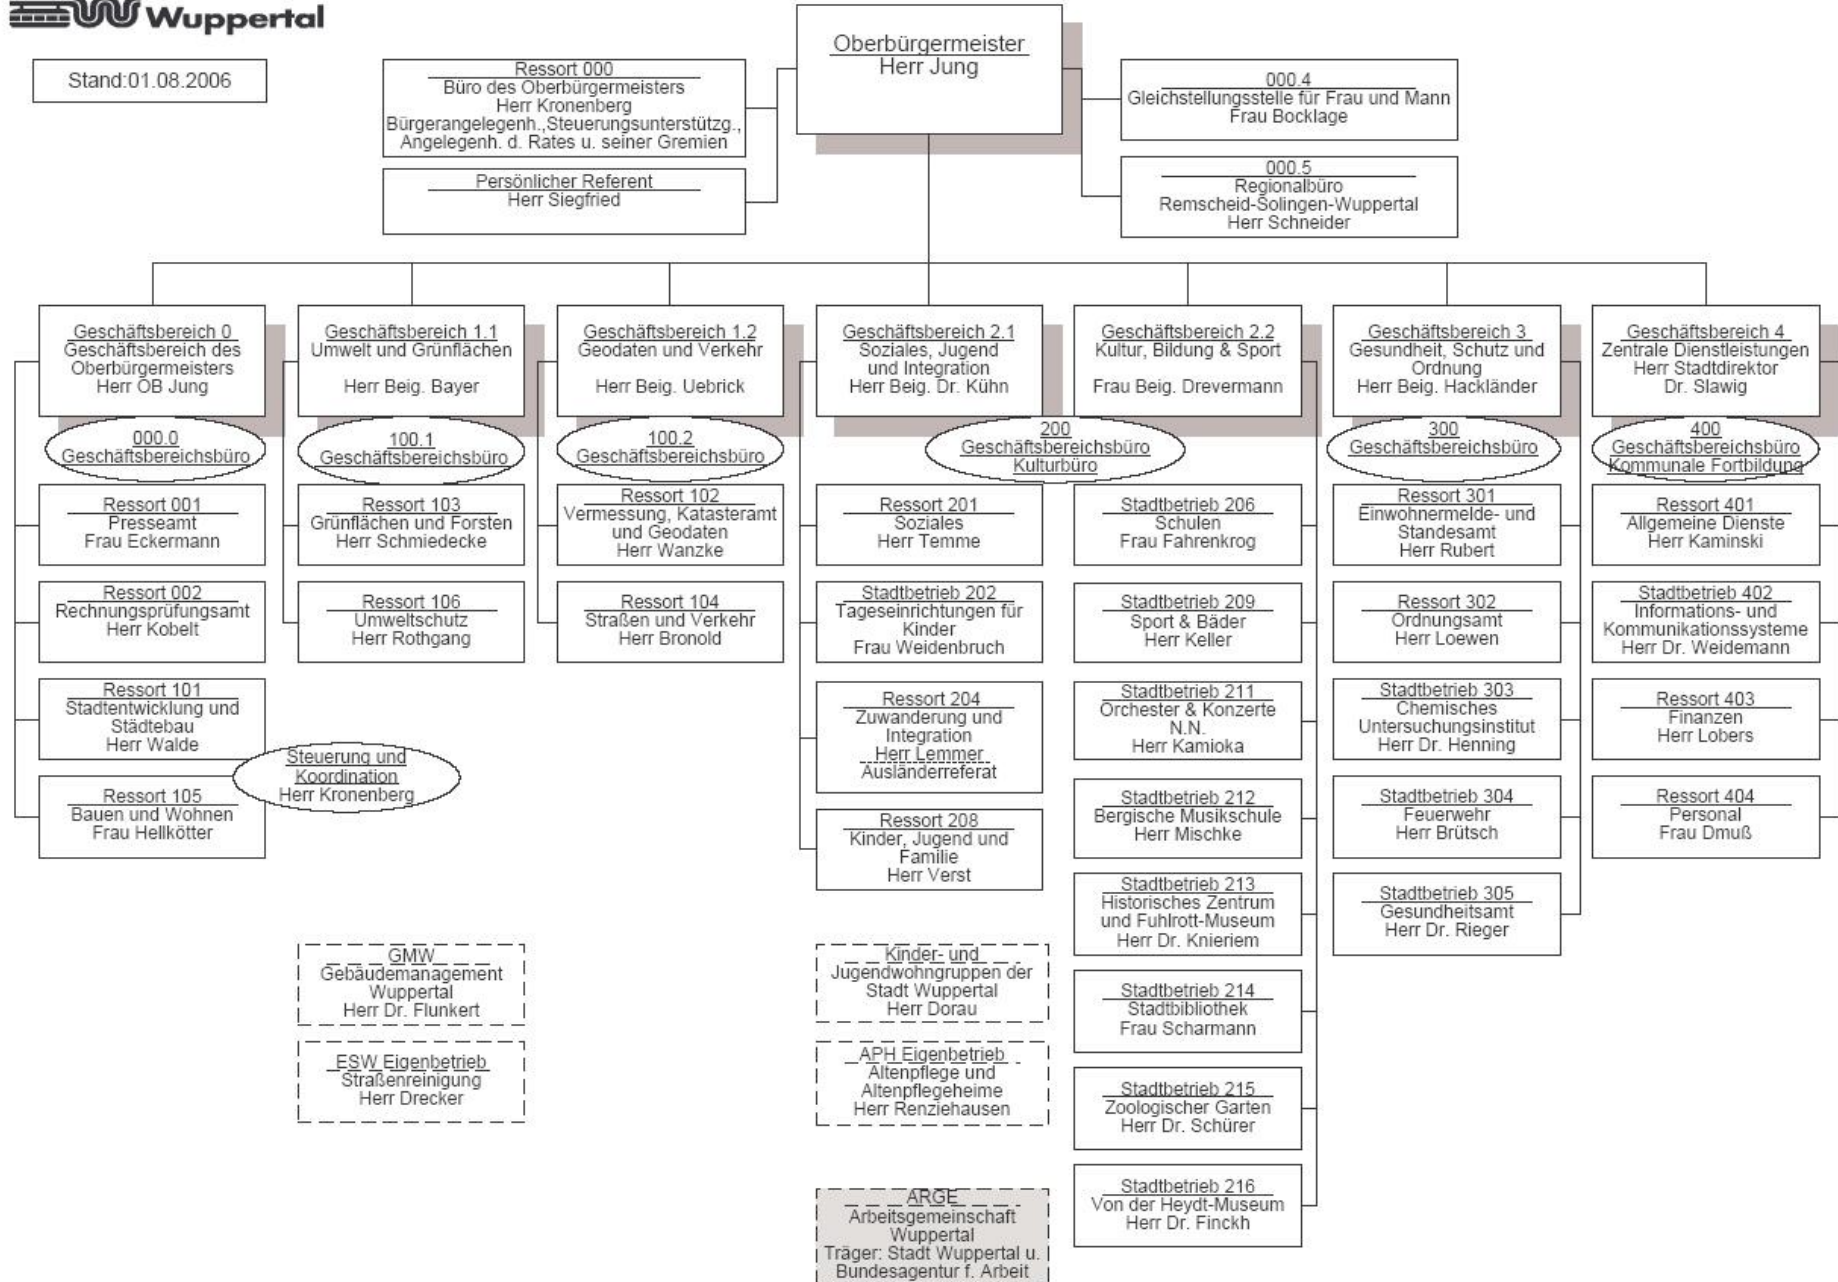 Wuppertal
Stand:01.08.2006
Oberbürgermeister
Herr Jung
Ressort 000
Büro des Oberbürgermeisters
Herr Kronenberg
Bürgerangelegenh.,Steuerungsunterstützg.,
Angelegenh. d. Rates u. seiner Gremien
Persönlicher Referent
Herr Siegfried
000.4
Gleichstellungsstelle für Frau und Mann
Frau Bocklage
000.5
Regionalbüro
Remscheid-Solingen-Wuppertal
Herr Schneider
Geschäftsbereich 0
Geschäftsbereich des
Oberbürgermeisters
Herr OB Jung
000.0
Geschäftsbereichsbüro
Ressort 001
Presseamt
Frau Eckermann
Ressort 002
Rechnungsprüfungsamt
Herr Kobelt
Ressort 101
Stadtentwicklung und
Städtebau
Herr Walde
Ressort 105
Bauen und Wohnen
Frau Hellkötter
Steuerung und
Koordination
Herr Kronenberg
Geschäftsbereich 1.1
Umwelt und Grünflächen
Herr Beig. Bayer
100.1
Geschäftsbereichsbüro
Ressort 103
Grünflächen und Forsten
Herr Schmiedecke
Ressort 106
Umweltschutz
Herr Rothgang
GMW
Gebäudemanagement
Wuppertal
Herr Dr. Flunkert
ESW Eigenbetrieb
Straßenreinigung
Herr Drecker
Geschäftsbereich 1.2
Geodaten und Verkehr
Herr Beig. Uebrick
100.2
Geschäftsbereichsbüro
Ressort 102
Vermessung, Katasteramt
und Geodaten
Herr Wanzke
Ressort 104
Straßen und Verkehr
Herr Bronold
Geschäftsbereich 2.1
Soziales, Jugend
und Integration
Herr Beig. Dr. Kühn
200
Geschäftsbereichsbüro
Kulturbüro
Ressort 201
Soziales
Herr Temme
Stadtbetrieb 202
Tageseinrichtungen für
Kinder
Frau Weidenbruch
Ressort 204
Zuwanderung und
Integration
Herr Lemmer
Ausländerreferat
Ressort 208
Kinder, Jugend und
Familie
Herr Verst
Kinder- und
Jugendwohngruppen der
Stadt Wuppertal
Herr Dorau
APH Eigenbetrieb
Altenpflege und
Altenpflegeheime
Herr Renziehausen
ARGE
Arbeitsgemeinschaft
Wuppertal
Träger: Stadt Wuppertal u.
Bundesagentur f. Arbeit
Geschäftsbereich 2.2
Kultur, Bildung & Sport
Frau Beig. Drevermann
Stadtbetrieb 206
Schulen
Frau Fahrenkrog
Stadtbetrieb 209
Sport & Bäder
Herr Keller
Stadtbetrieb 211
Orchester & Konzerte
N.N.
Herr Kamioka
Stadtbetrieb 212
Bergische Musikschule
Herr Mischke
Stadtbetrieb 213
Historisches Zentrum
und Fuhlrott-Museum
Herr Dr. Knieriem
Stadtbetrieb 214
Stadtbibliothek
Frau Scharmann
Stadtbetrieb 215
Zoologischer Garten
Herr Dr. Schürer
Stadtbetrieb 216
Von der Heydt-Museum
Herr Dr. Finckh
Geschäftsbereich 3
Gesundheit, Schutz und
Ordnung
Herr Beig. Hackländer
300
Geschäftsbereichsbüro
Ressort 301
Einwohnermelde- und
Standesamt
Herr Rubert
Ressort 302
Ordnungsamt
Herr Loewen
Stadtbetrieb 303
Chemisches
Untersuchungsinstitut
Herr Dr. Henning
Stadtbetrieb 304
Feuerwehr
Herr Brütsch
Stadtbetrieb 305
Gesundheitsamt
Herr Dr. Rieger
Geschäftsbereich 4
Zentrale Dienstleistungen
Herr Stadtdirektor
Dr. Slawig
400
Geschäftsbereichsbüro
Kommunale Fortbildung
Ressort 401
Allgemeine Dienste
Herr Kaminski
Stadtbetrieb 402
Informations- und
Kommunikationssysteme
Herr Dr. Weidemann
Ressort 403
Finanzen
Herr Lobers
Ressort 404
Personal
Frau Dmuß